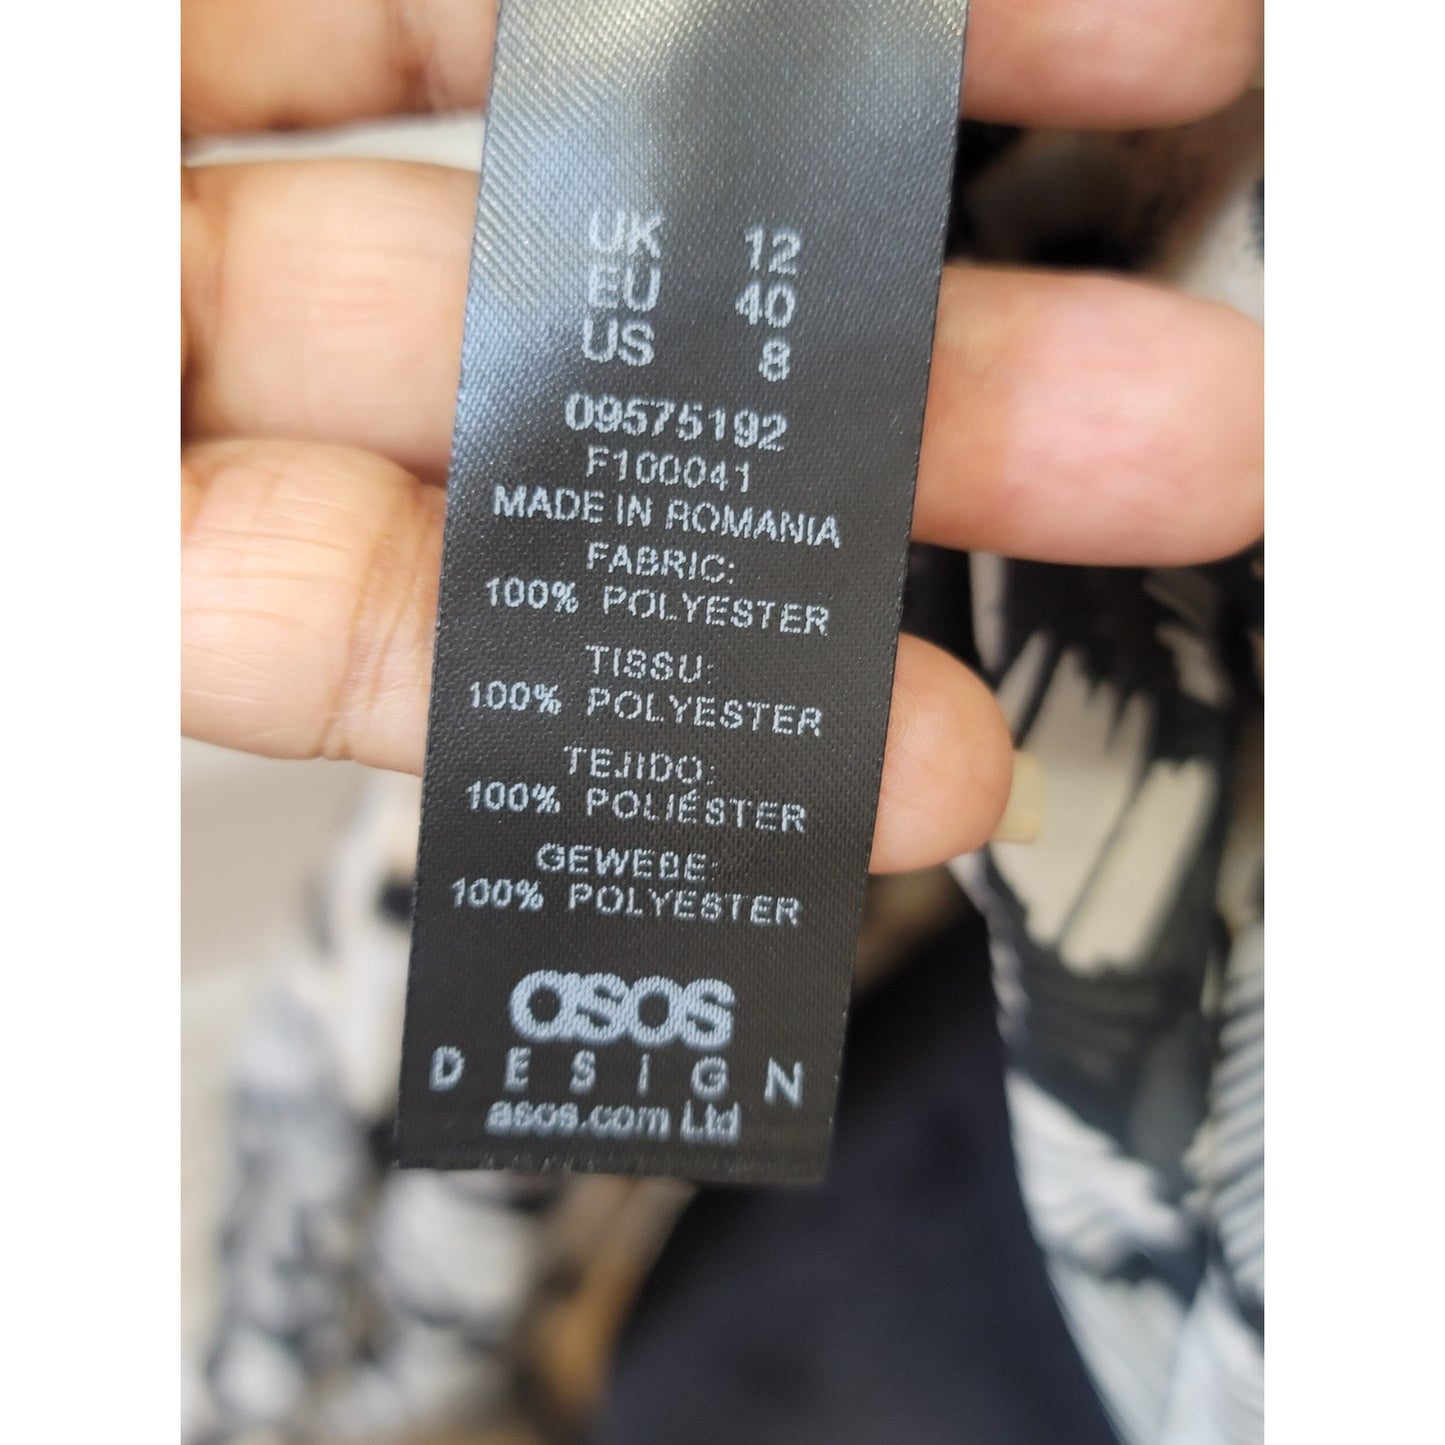 UK 12
EU 40
US 8
09575192
F100041
MADE IN ROMANIA
FABRIC:
100% POLYESTER
TISSU:
100% POLYESTER
TEJIDO:
100% POLIÉSTER
GEWEBE:
100% POLYESTER
asos
DESIGN
asos.com Ltd